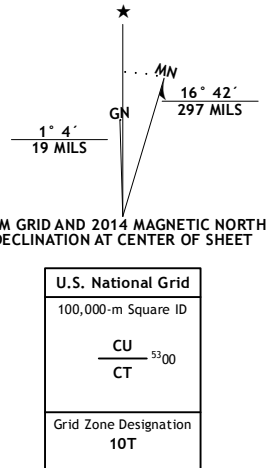 ★
MN
GN
16° 42´
297 MILS
1° 4´
19 MILS
M GRID AND 2014 MAGNETIC NORTH
DECLINATION AT CENTER OF SHEET
U.S. National Grid
100,000-m Square ID
CU
5300
CT
Grid Zone Designation
10T